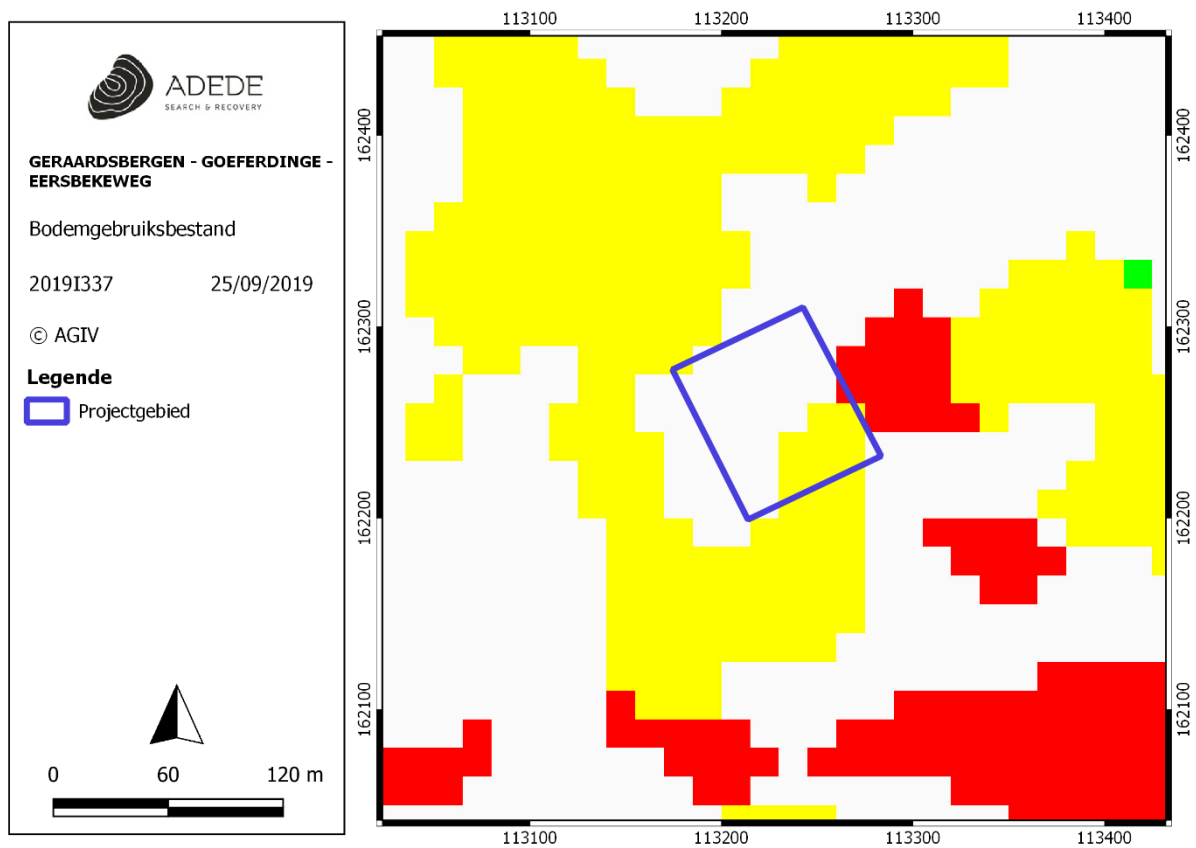 ADEDE
SEARCH & RECOVERY
GERAARDSBERGEN - GOEFERDINGE -
EERSBEKEWEG
Bodemgebruiksbestand
2019I337 25/09/2019
© AGIV
Legende
Projectgebied
0 60 120 m
113100 113200 113300 113400
162400 162400
162300 162300
162200 162200
162100 162100
113100 113200 113300 113400